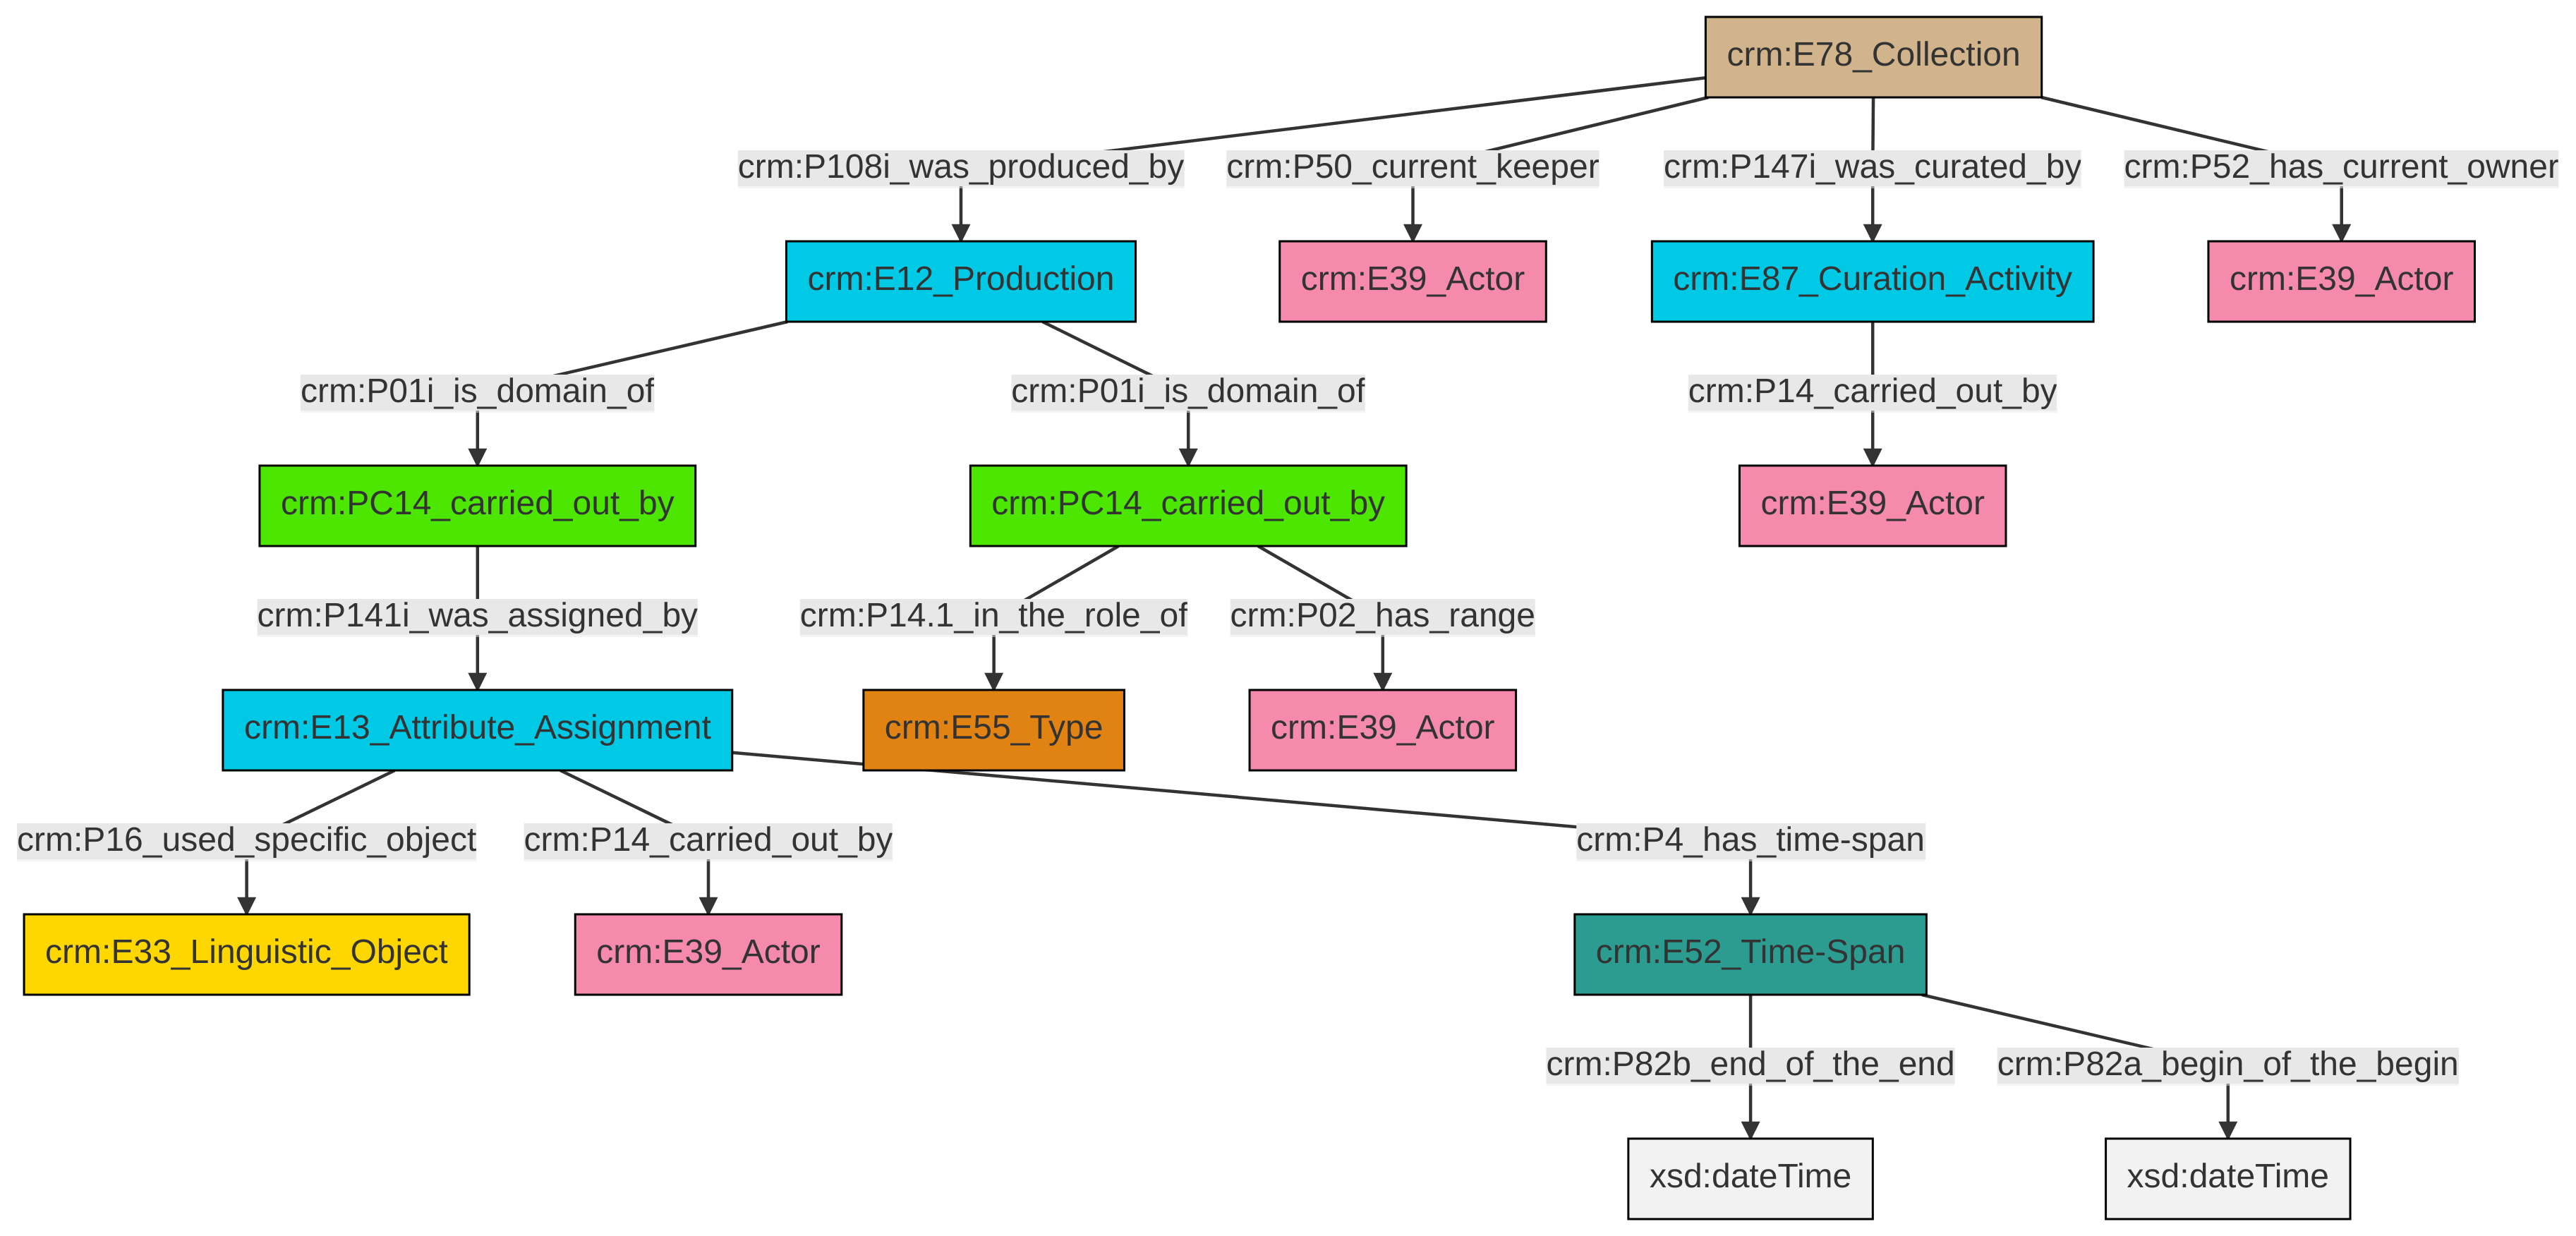 crm:E78_Collection
crm:P108i_was_produced_by
crm:P50_current_keeper
crm:P147i_was_curated_by
crm:P52_has_current_owner
crm:E12_Production
crm:E39_Actor
crm:E87_Curation_Activity
crm:E39_Actor
crm:P01i_is_domain_of
crm:P01i_is_domain_of
crm:P14_carried_out_by
crm:PC14_carried_out_by
crm:PC14_carried_out_by
crm:E39_Actor
crm:P141i_was_assigned_by
crm:P14.1_in_the_role_of
crm:P02_has_range
crm:E13_Attribute_Assignment
crm:E55_Type
crm:E39_Actor
crm:P16_used_specific_object
crm:P14_carried_out_by
crm:P4_has_time-span
crm:E33_Linguistic_Object
crm:E39_Actor
crm:E52_Time-Span
crm:P82b_end_of_the_end
crm:P82a_begin_of_the_begin
xsd:dateTime
xsd:dateTime